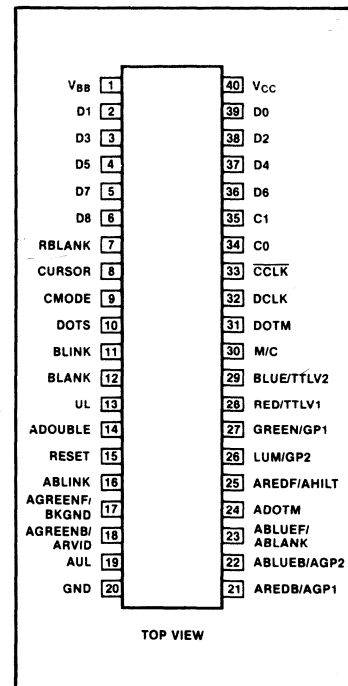 VBB 1 40 VCC
D1 2 39 D0
D3 3 38 D2
D5 4 37 D4
D7 5 36 D6
D8 6 35 C1
RBLANK 7 34 C0
CURSOR 8 33 CCLK
CMODE 9 32 DCLK
DOTS 10 31 DOTM
BLINK 11 30 M/C
BLANK 12 29 BLUE/TTLV2
UL 13 28 RED/TTLV1
ADOUBLE 14 27 GREEN/GP1
RESET 15 26 LUM/GP2
ABLINK 16 25 AREDF/AHILT
AGREENF/
BKGND 17 24 ADOTM
AGREENB/
ARVID 18 23 ABLUEF/
ABLANK
AUL 19 22 ABLUEB/AGP2
GND 20 21 AREDB/AGP1
TOP VIEW